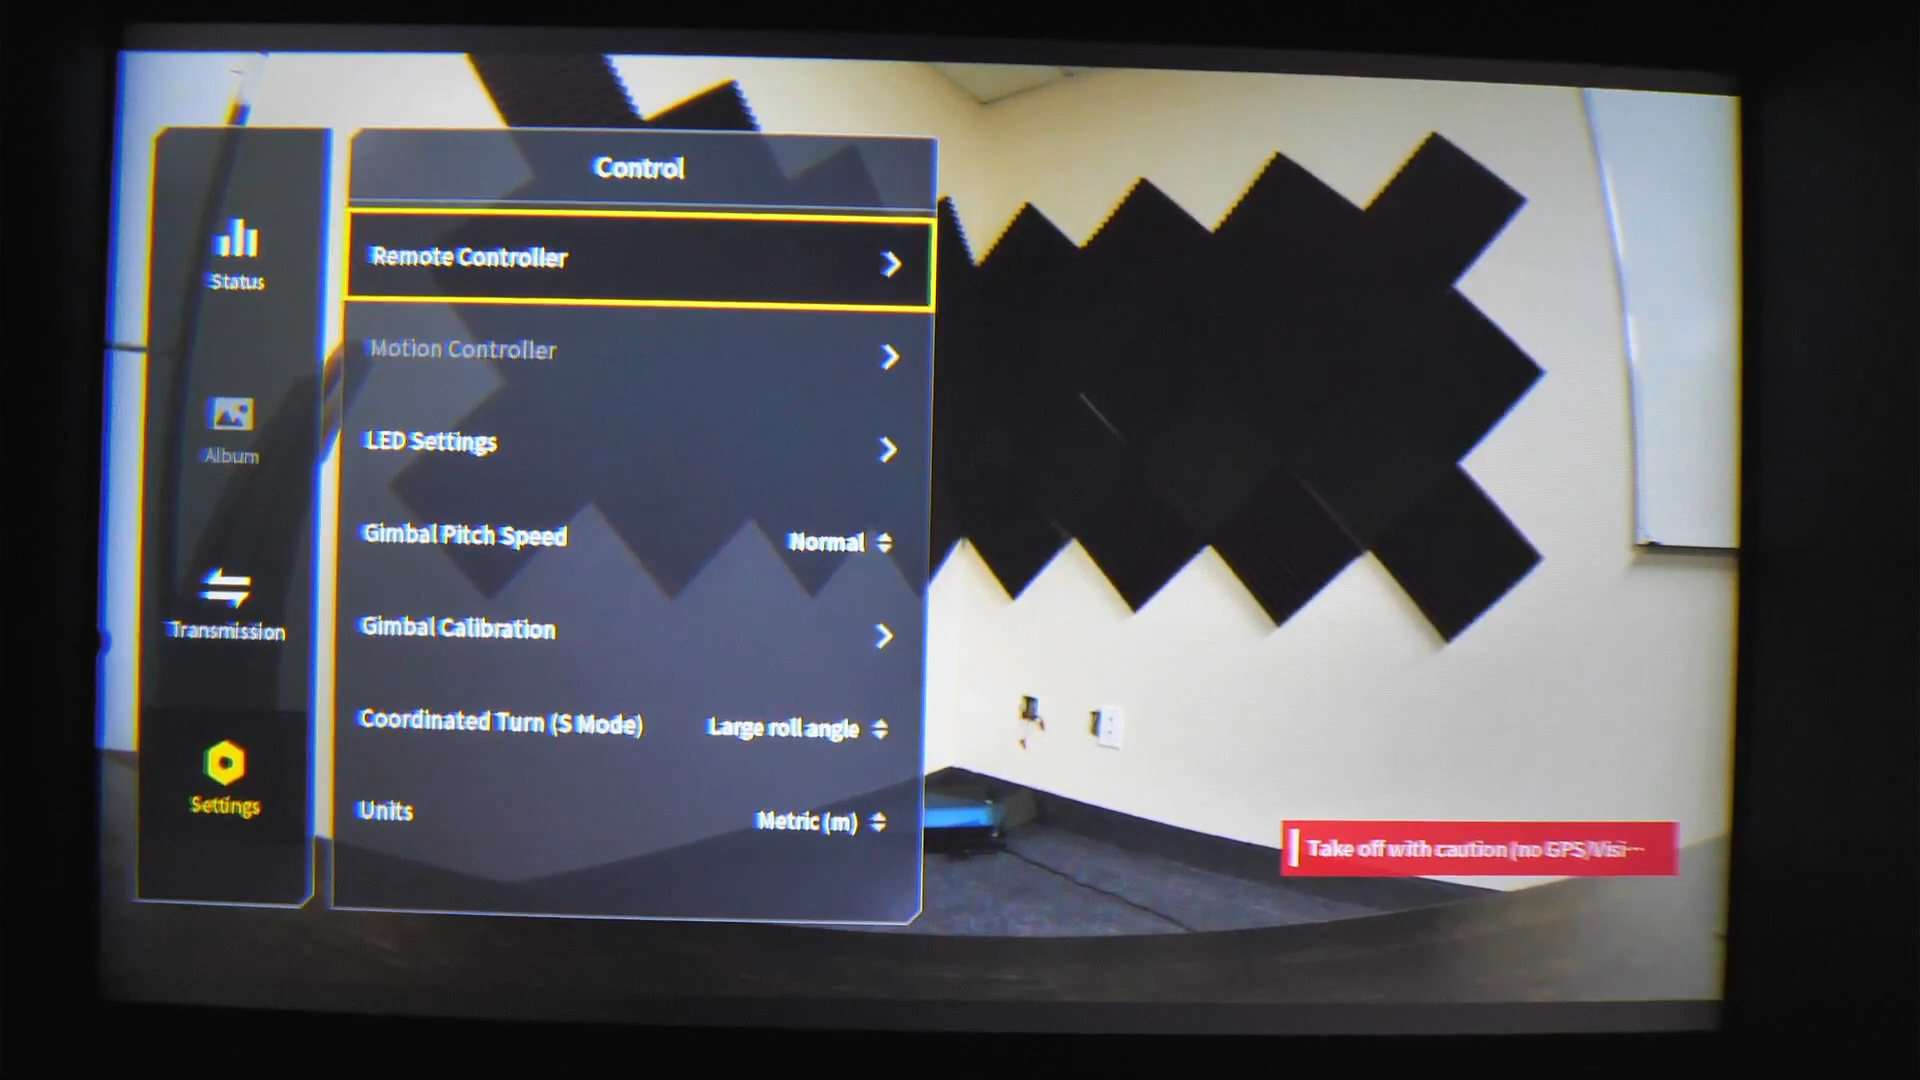 Status
Album
Transmission
Settings
Control
Remote Controller
Motion Controller
LED Settings
Gimbal Pitch Speed Normal
Gimbal Calibration
Coordinated Turn (S Mode) Large roll angle
Units Metric (m)
Take off with caution (no GPS/Visi...